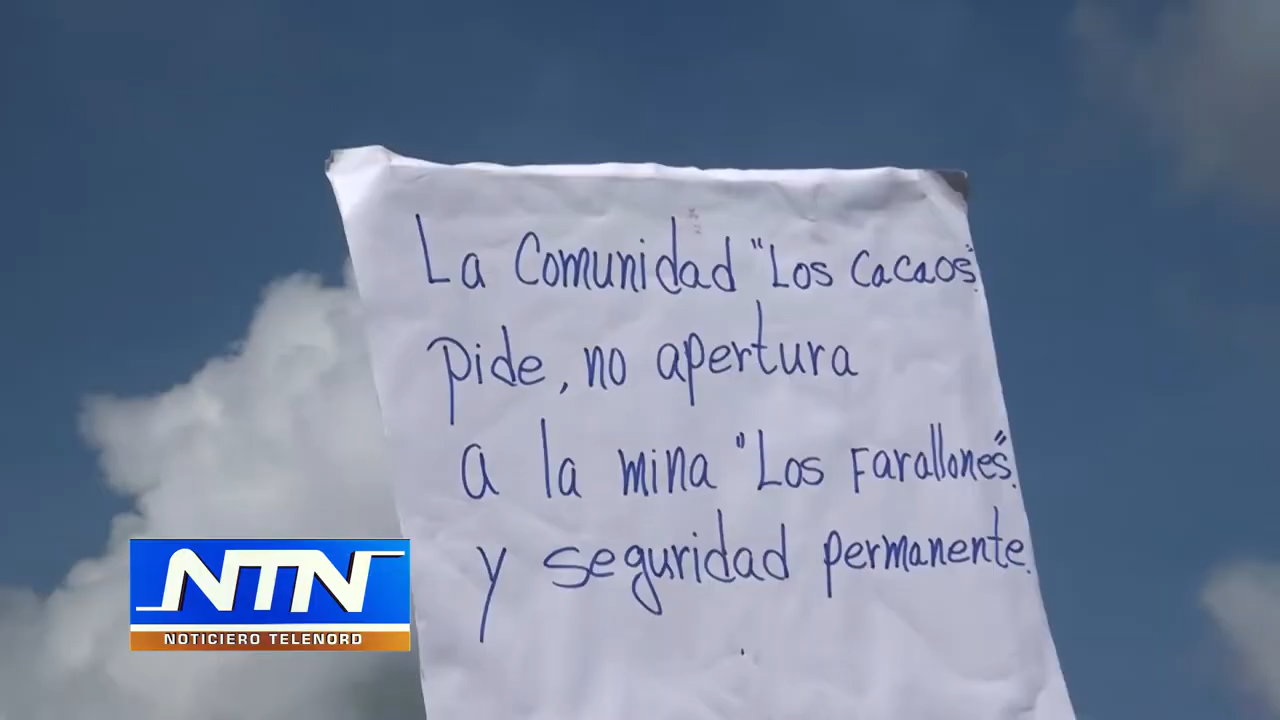 La Comunidad "Los Cacaos".
pide, no apertura
a la mina "Los Farallones".
y seguridad permanente.
NTN
NOTICIERO TELENORD